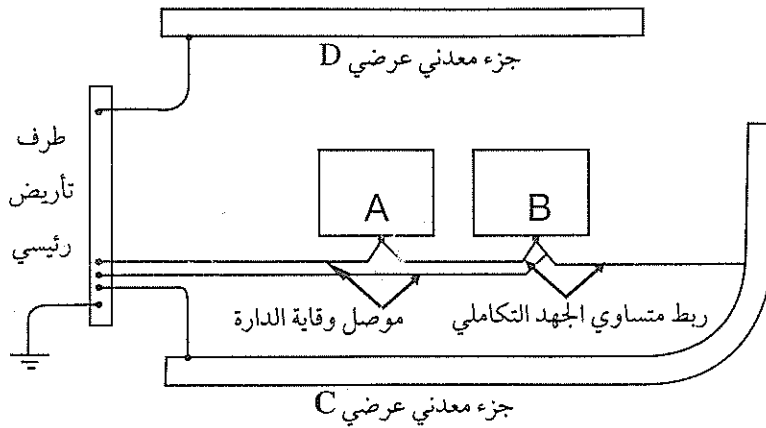 جزء معدني عرضي D
طرف
تأريض
رئيسي
A
B
موصل وقاية الدارة
ربط متساوي الجهد التكاملي
جزء معدني عرضي C